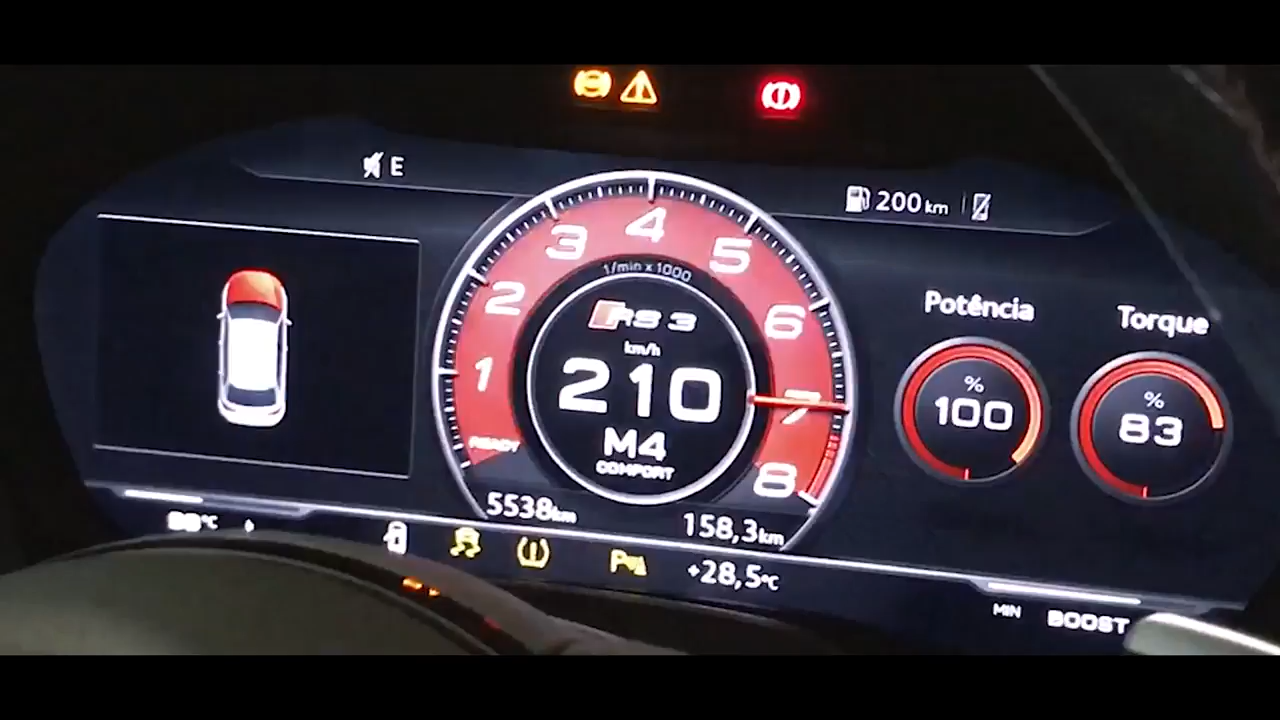 E
200 km
4
3 5
1/min x 1000
2 6
RS 3
Potência
Torque
km/h
1 210 7
% 100
% 83
M4
READY
COMFORT
8
5538km
158,3km
°C
+28,5°C
MIN BOOST